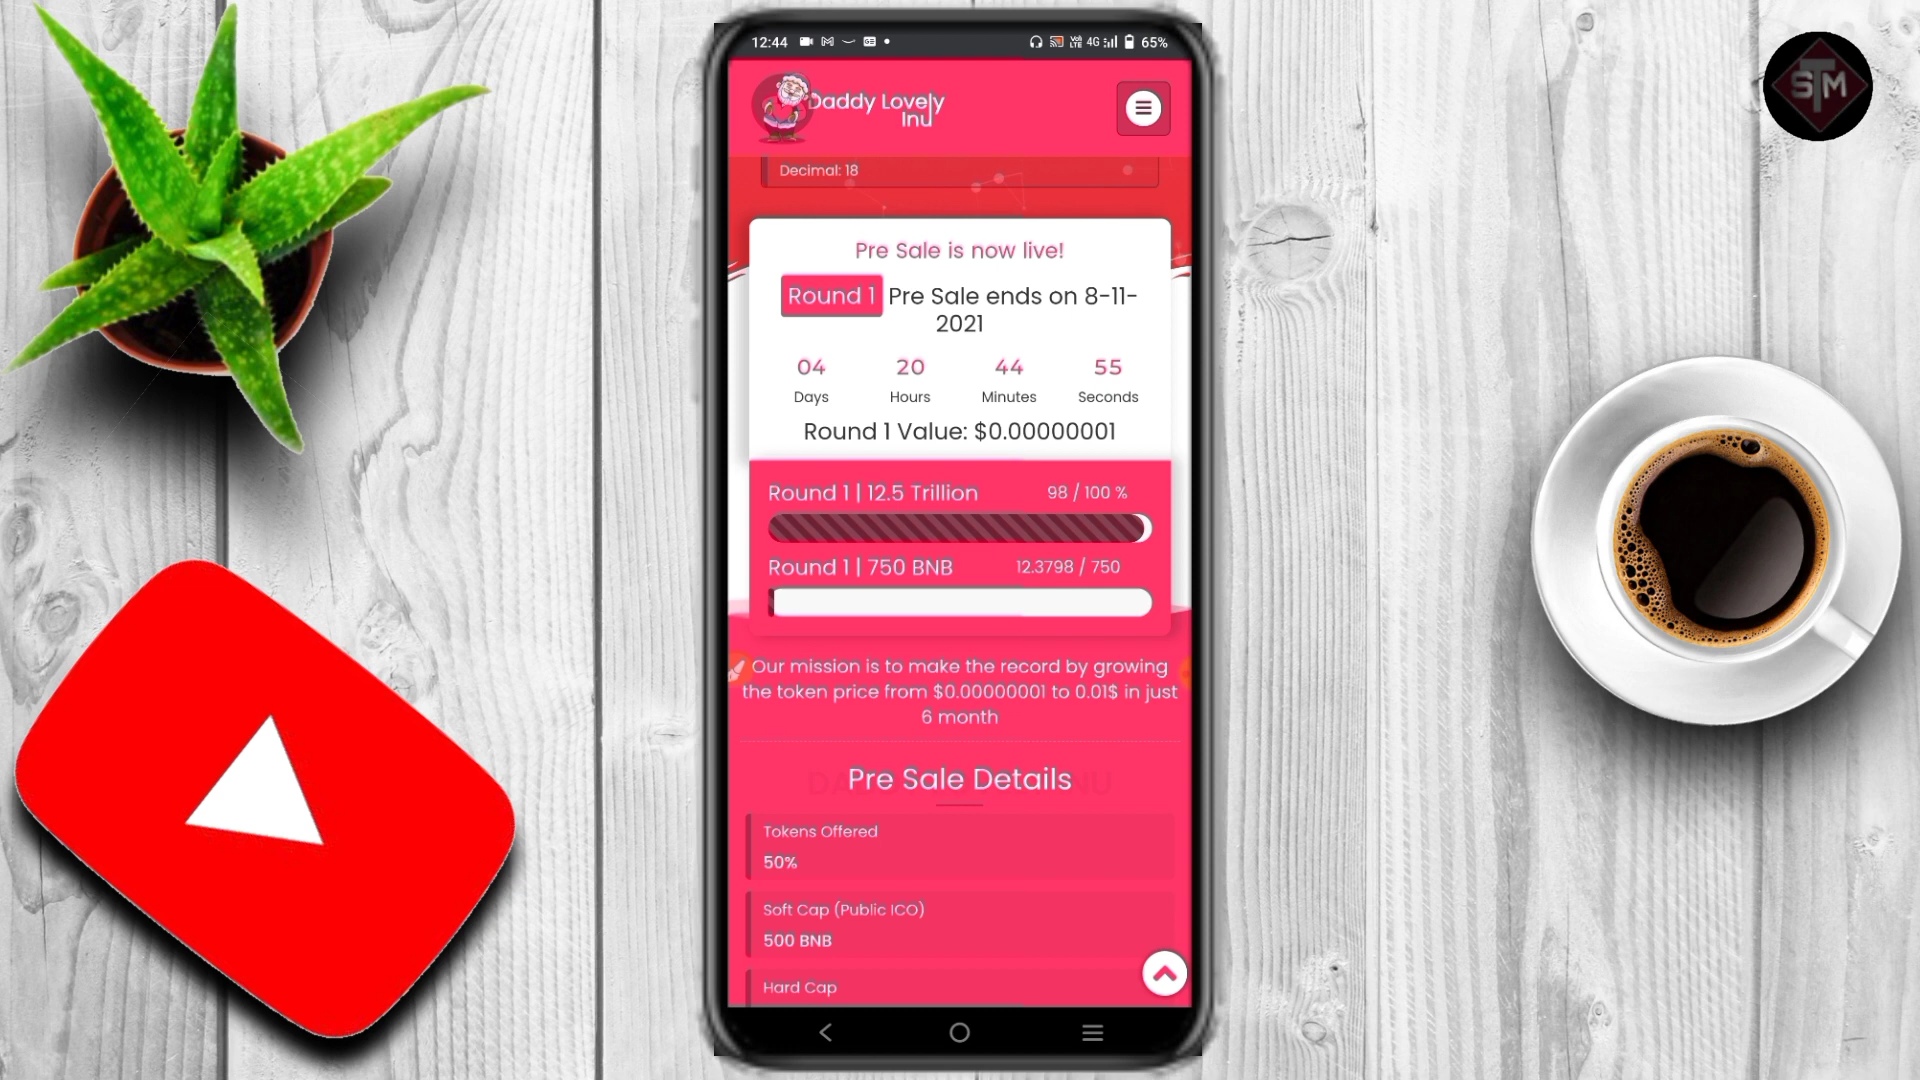 12:44
VoI LTE 4G 65%
Daddy Lovely
Inu
STM
Decimal: 18
Pre Sale is now live!
Round 1 Pre Sale ends on 8-11-
2021
04 20 44 55
Days Hours Minutes Seconds
Round 1 Value: $0.00000001
Round 1 | 12.5 Trillion 98 / 100 %
Round 1 | 750 BNB 12.3798 / 750
Our mission is to make the record by growing
the token price from $0.00000001 to 0.01$ in just
6 month
Pre Sale Details
Tokens Offered
50%
Soft Cap (Public ICO)
500 BNB
Hard Cap